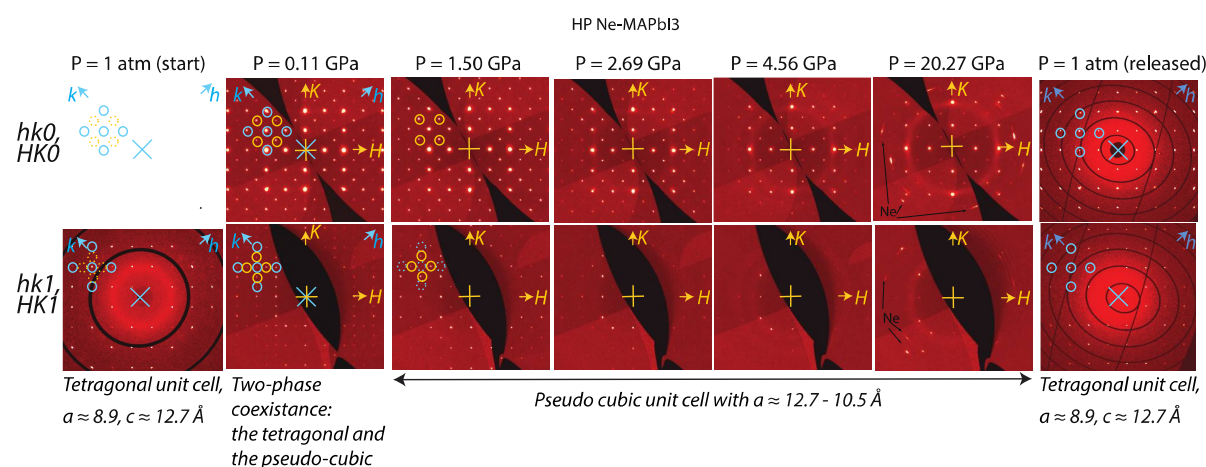 HP Ne-MAPbI3
P = 1 atm (start) P = 0.11 GPa P = 1.50 GPa P = 2.69 GPa P = 4.56 GPa P = 20.27 GPa P = 1 atm (released)
hk0,
HK0
k h k K h K H K H K H K H k h
Ne
hk1,
HK1
k h k K h H K H K H K H K H k h
Ne
Tetragonal unit cell,
a ≈ 8.9, c ≈ 12.7 Å
Two-phase
coexistance:
the tetragonal and
the pseudo-cubic
Pseudo cubic unit cell with a ≈ 12.7 - 10.5 Å
Tetragonal unit cell,
a ≈ 8.9, c ≈ 12.7 Å